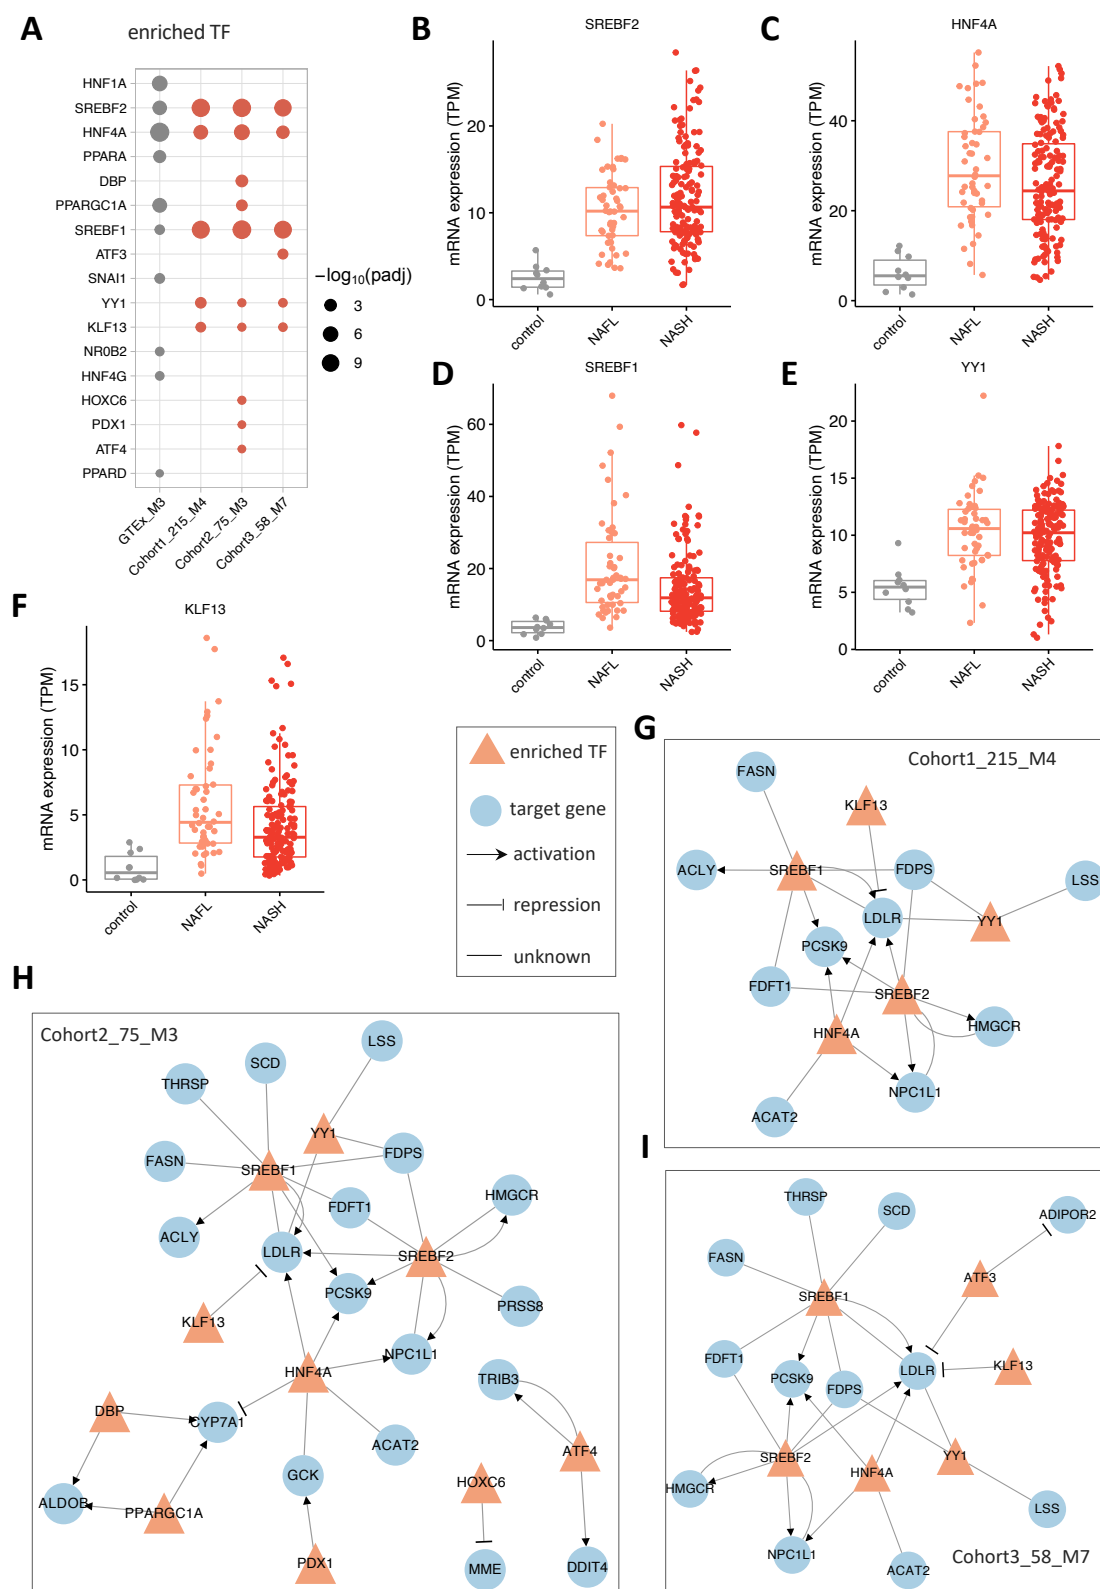 A
enriched TF
HNF1A
SREBF2
HNF4A
PPARA
DBP
PPARGC1A
SREBF1
ATF3
SNAI1
YY1
KLF13
NR0B2
HNF4G
HOXC6
PDX1
ATF4
PPARD
GTEx_M3
Cohort1_215_M4
Cohort2_75_M3
Cohort3_58_M7
−log10(padj)
3
6
9
B
SREBF2
mRNA expression (TPM)
20
10
0
control
NAFL
NASH
C
HNF4A
mRNA expression (TPM)
40
20
0
control
NAFL
NASH
D
SREBF1
mRNA expression (TPM)
60
40
20
0
control
NAFL
NASH
E
YY1
mRNA expression (TPM)
20
15
10
5
0
control
NAFL
NASH
F
KLF13
mRNA expression (TPM)
15
10
5
0
control
NAFL
NASH
enriched TF
target gene
activation
repression
unknown
G
Cohort1_215_M4
FASN
KLF13
ACLY
SREBF1
FDPS
LSS
LDLR
YY1
PCSK9
FDFT1
SREBF2
HMGCR
HNF4A
NPC1L1
ACAT2
H
Cohort2_75_M3
LSS
SCD
THRSP
YY1
FASN
SREBF1
FDPS
HMGCR
FDFT1
ACLY
LDLR
SREBF2
PCSK9
PRSS8
KLF13
NPC1L1
HNF4A
TRIB3
DBP
CYP7A1
ACAT2
ATF4
GCK
HOXC6
ALDOB
PPARGC1A
PDX1
MME
DDIT4
I
THRSP
SCD
ADIPOR2
FASN
ATF3
SREBF1
FDFT1
PCSK9
LDLR
KLF13
FDPS
SREBF2
HNF4A
YY1
HMGCR
LSS
NPC1L1
ACAT2
Cohort3_58_M7